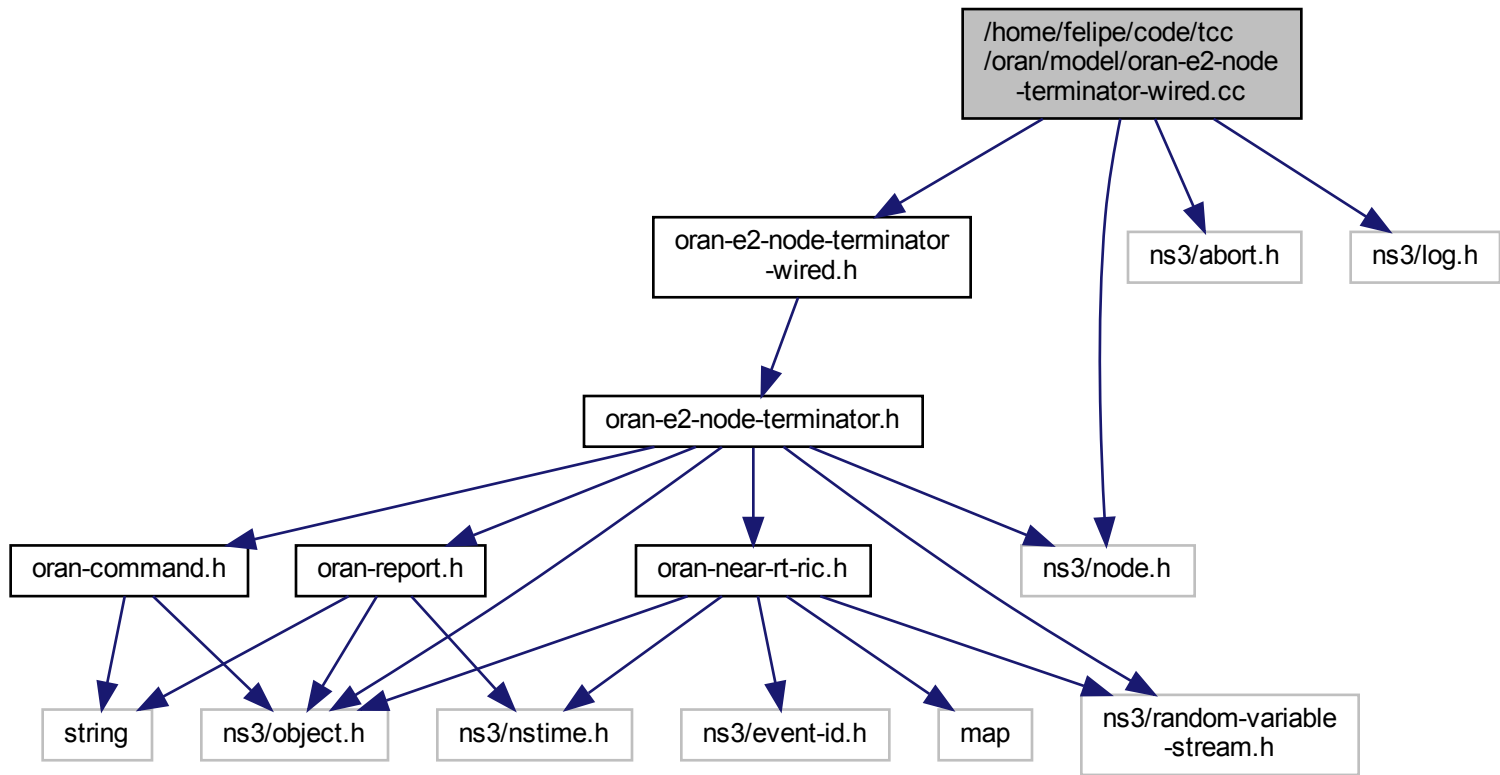 /home/felipe/code/tcc
/oran/model/oran-e2-node
-terminator-wired.cc
oran-e2-node-terminator
-wired.h
ns3/abort.h
ns3/log.h
oran-e2-node-terminator.h
oran-command.h
oran-report.h
oran-near-rt-ric.h
ns3/node.h
string
ns3/object.h
ns3/nstime.h
ns3/event-id.h
map
ns3/random-variable
-stream.h